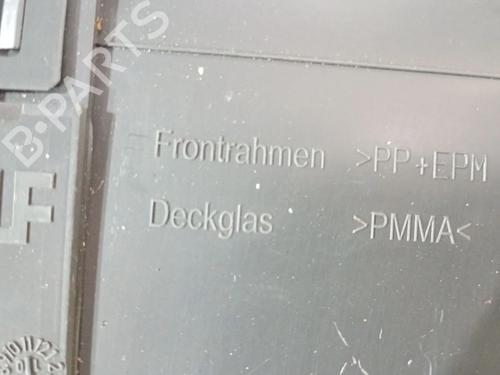 B·PARTS
Frontrahmen >PP+EPM
Deckglas >PMMA<